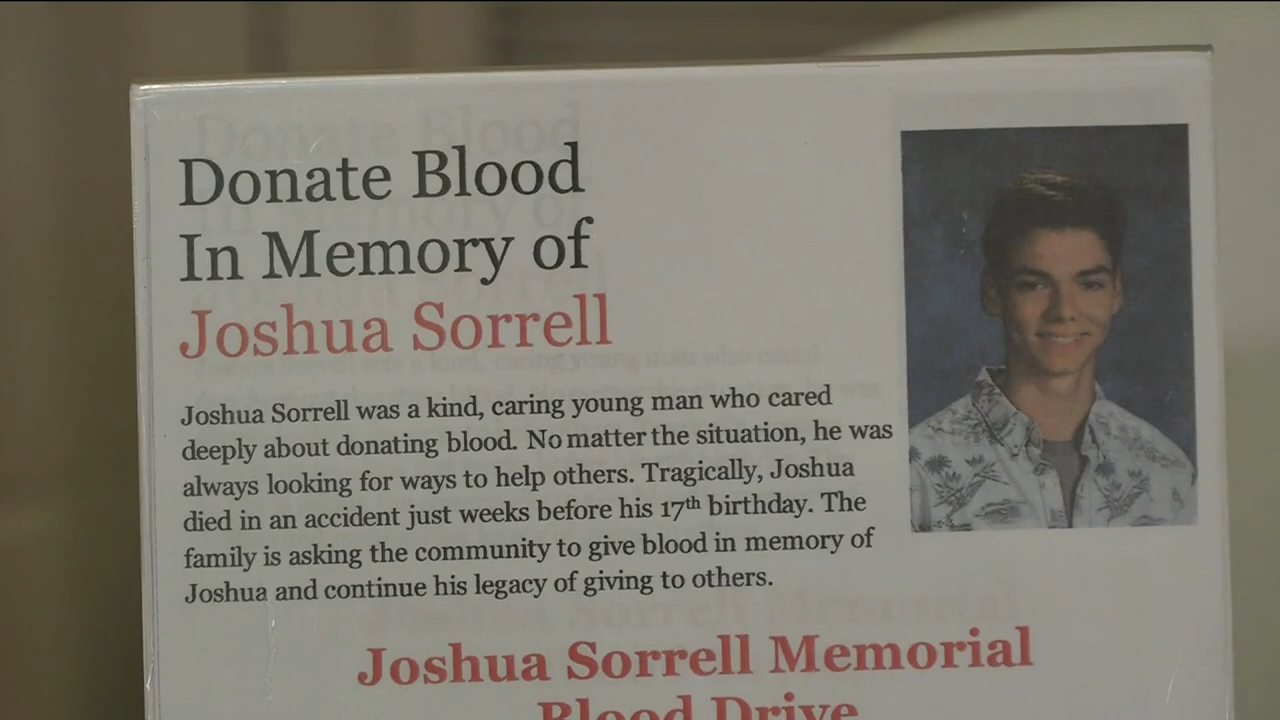 Donate Blood
In Memory of
Joshua Sorrell
Joshua Sorrell was a kind, caring young man who cared
deeply about donating blood. No matter the situation, he was
always looking for ways to help others. Tragically, Joshua
died in an accident just weeks before his 17th birthday. The
family is asking the community to give blood in memory of
Joshua and continue his legacy of giving to others.
Joshua Sorrell Memorial
Blood Drive